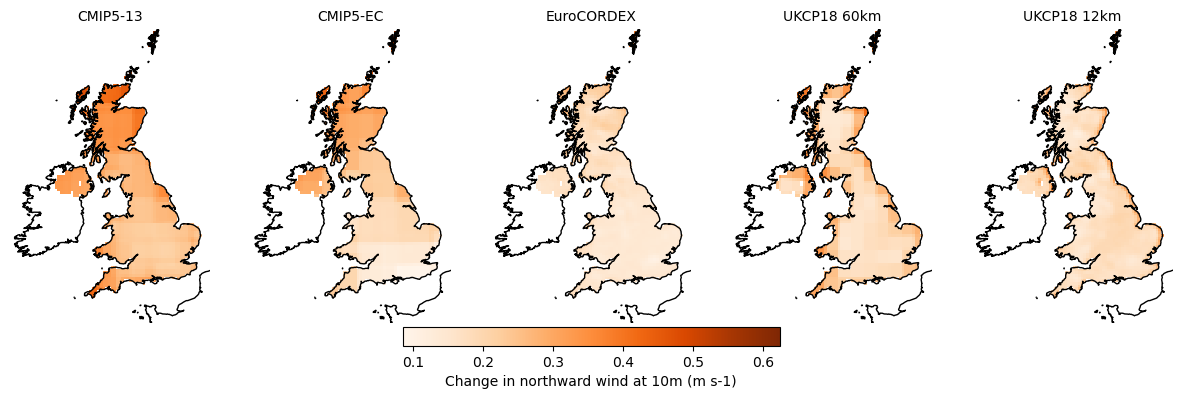 CMIP5-13 CMIP5-EC EuroCORDEX UKCP18 60km UKCP18 12km
0.1 0.2 0.3 0.4 0.5 0.6
Change in northward wind at 10m (m s-1)